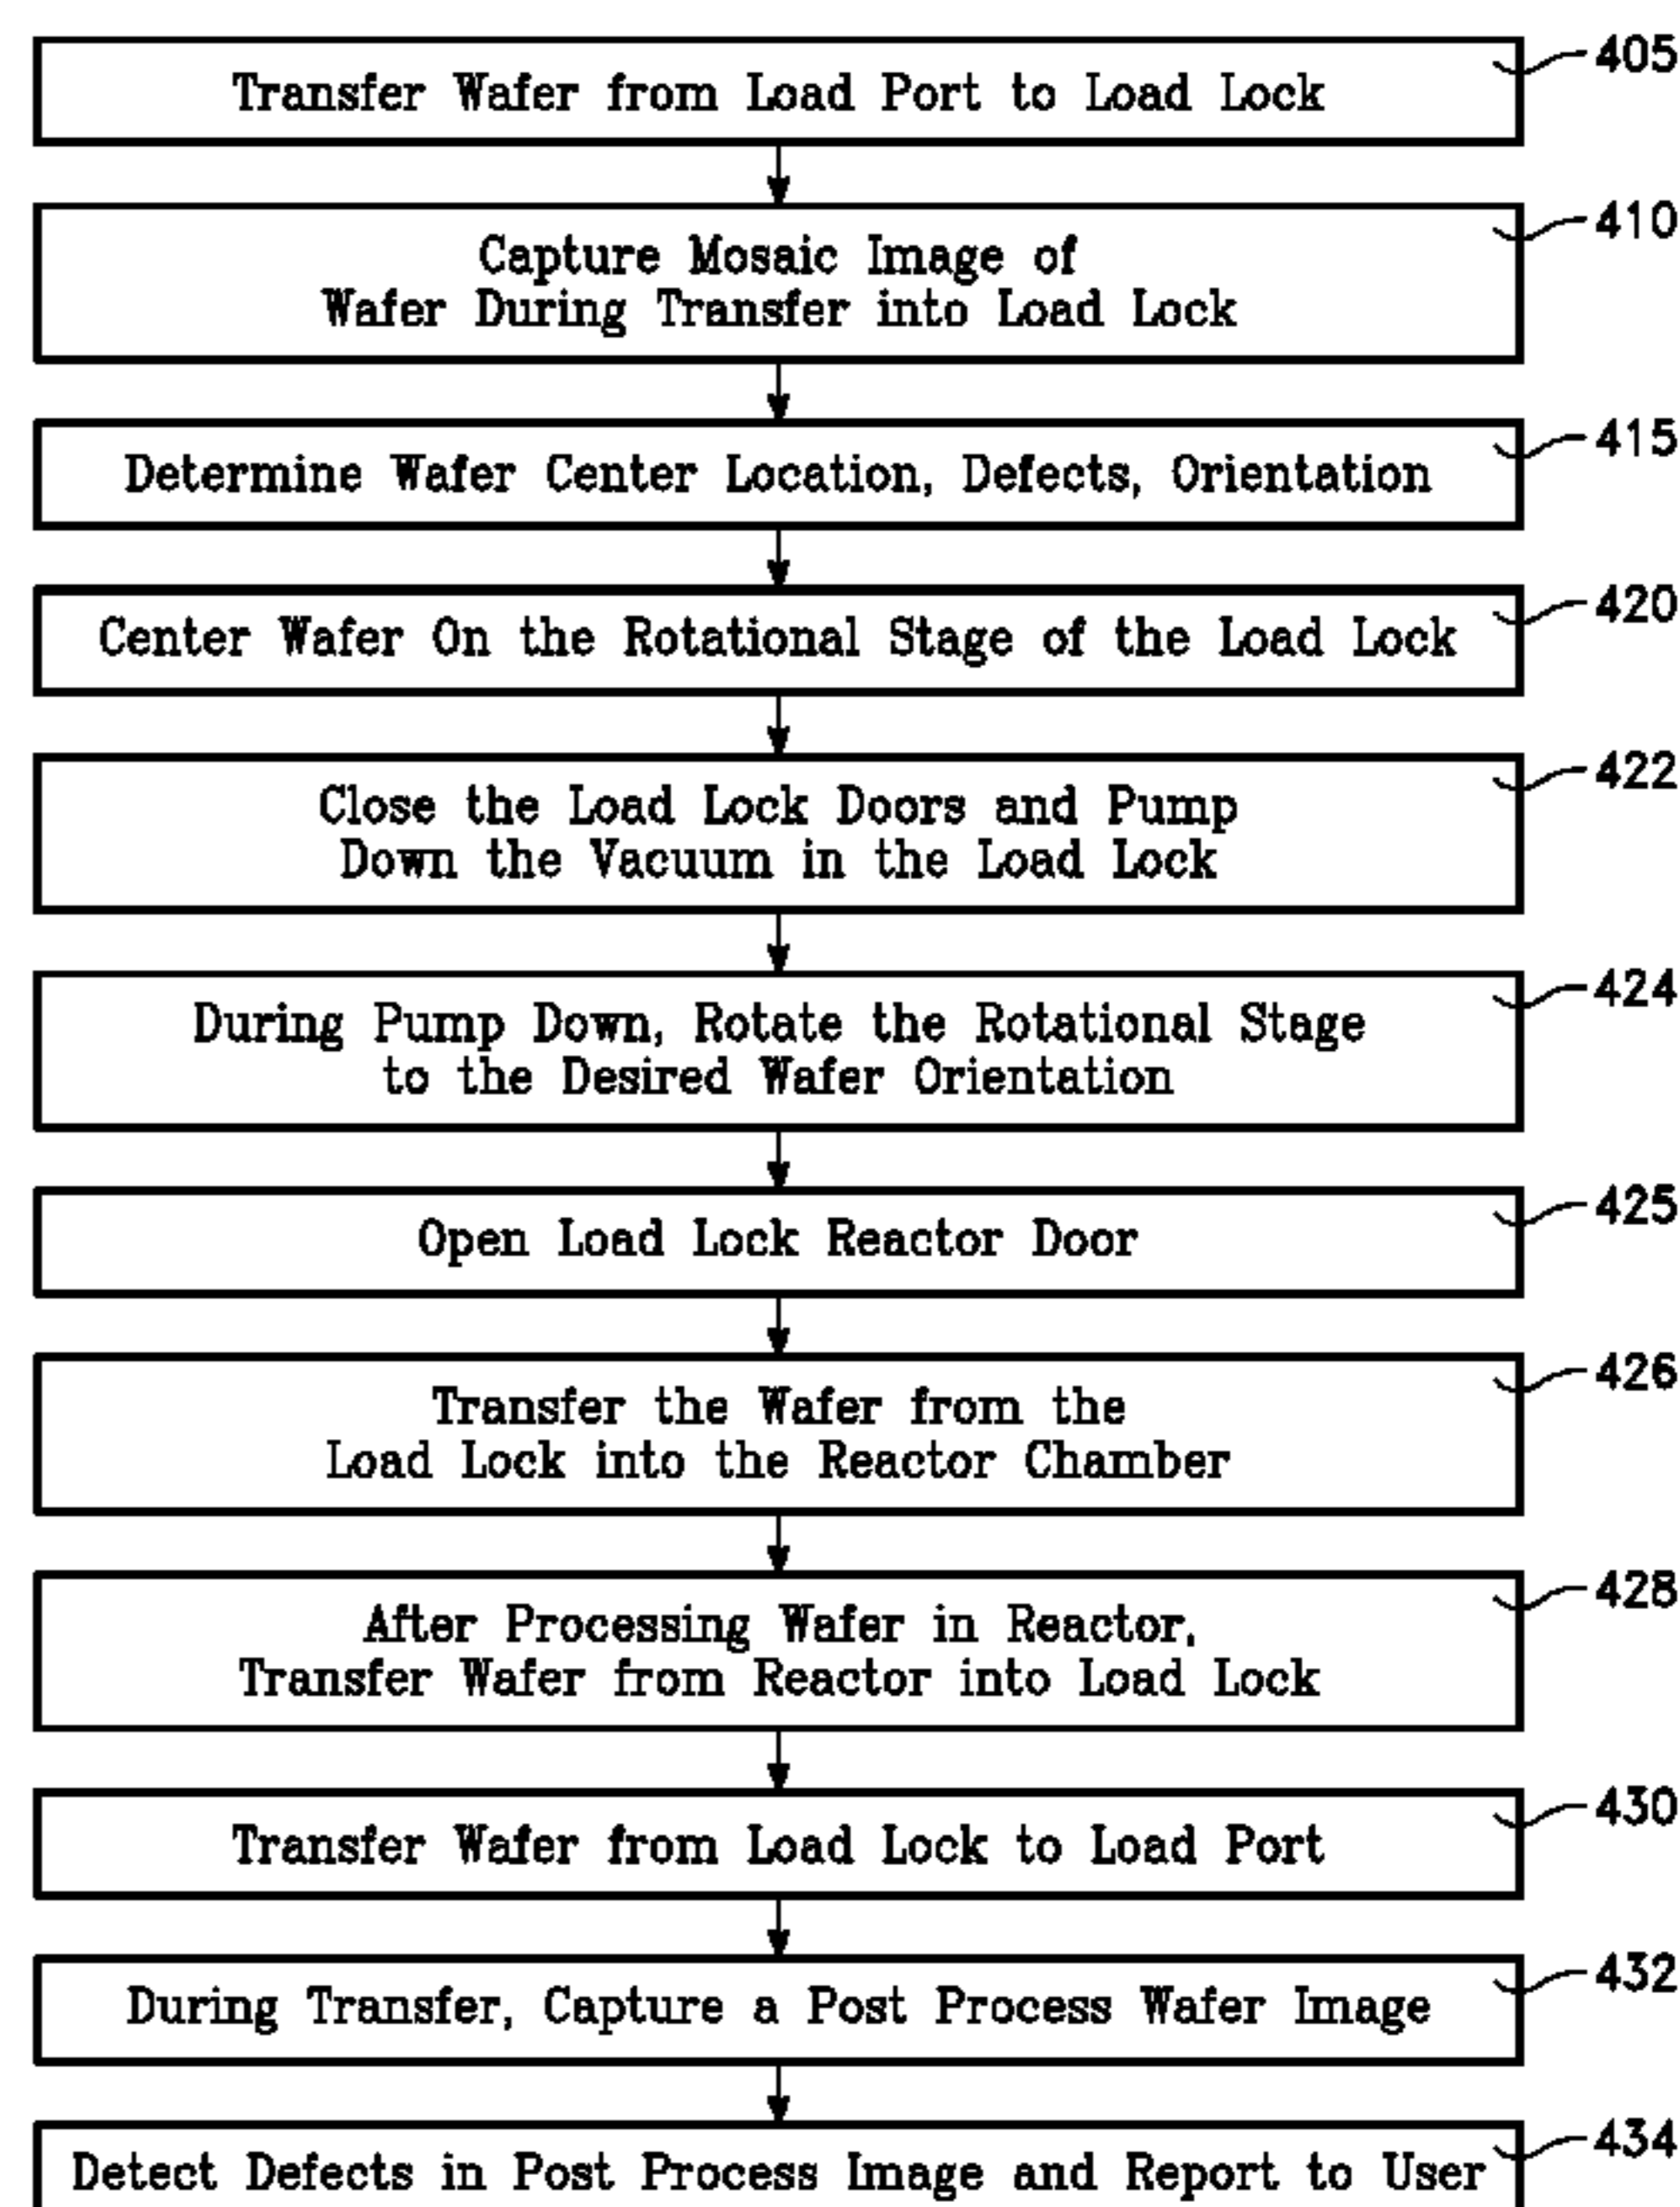 Transfer Wafer from Load Port to Load Lock
405
Capture Mosaic Image of
Wafer During Transfer into Load Lock
410
Determine Wafer Center Location, Defects, Orientation
415
Center Wafer On the Rotational Stage of the Load Lock
420
Close the Load Lock Doors and Pump
Down the Vacuum in the Load Lock
422
During Pump Down, Rotate the Rotational Stage
to the Desired Wafer Orientation
424
Open Load Lock Reactor Door
425
Transfer the Wafer from the
Load Lock into the Reactor Chamber
426
After Processing Wafer in Reactor,
Transfer Wafer from Reactor into Load Lock
428
Transfer Wafer from Load Lock to Load Port
430
During Transfer, Capture a Post Process Wafer Image
432
Detect Defects in Post Process Image and Report to User
434